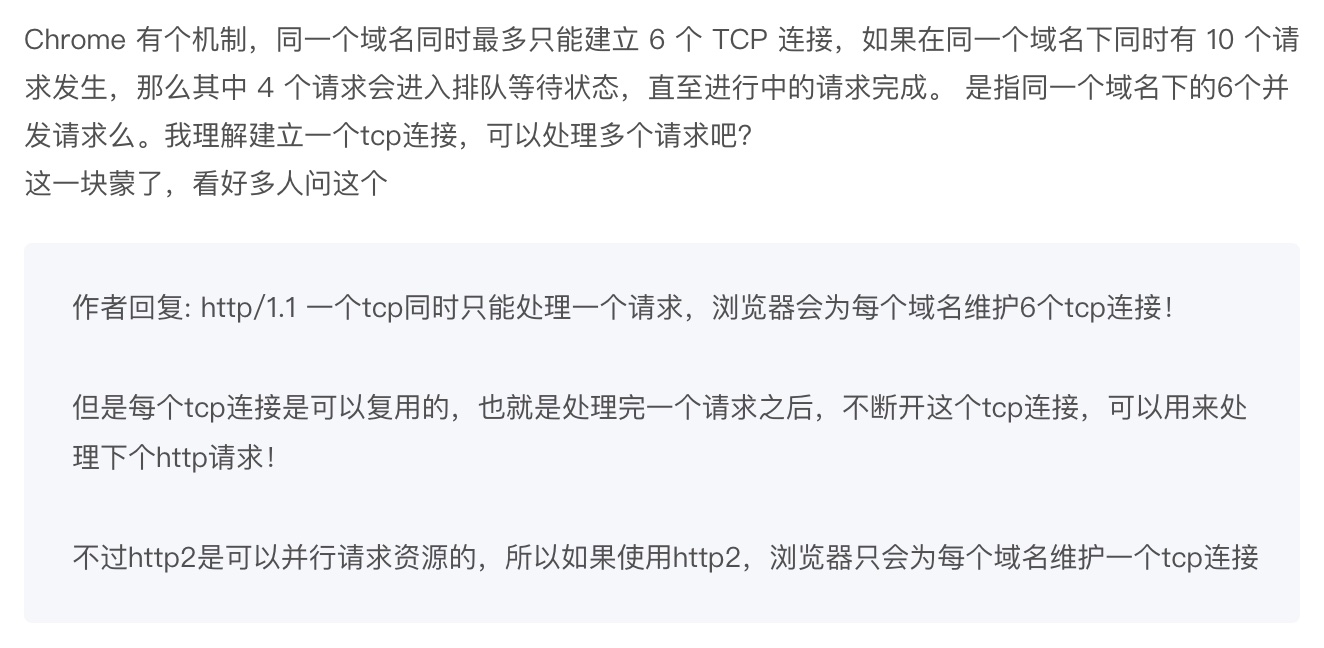 Chrome 有个机制，同一个域名同时最多只能建立 6 个 TCP 连接，如果在同一个域名下同时有 10 个请
求发生，那么其中 4 个请求会进入排队等待状态，直至进行中的请求完成。 是指同一个域名下的6个并
发请求么。我理解建立一个tcp连接，可以处理多个请求吧？
这一块蒙了，看好多人问这个
作者回复: http/1.1 一个tcp同时只能处理一个请求，浏览器会为每个域名维护6个tcp连接！
但是每个tcp连接是可以复用的，也就是处理完一个请求之后，不断开这个tcp连接，可以用来处
理下个http请求！
不过http2是可以并行请求资源的，所以如果使用http2，浏览器只会为每个域名维护一个tcp连接